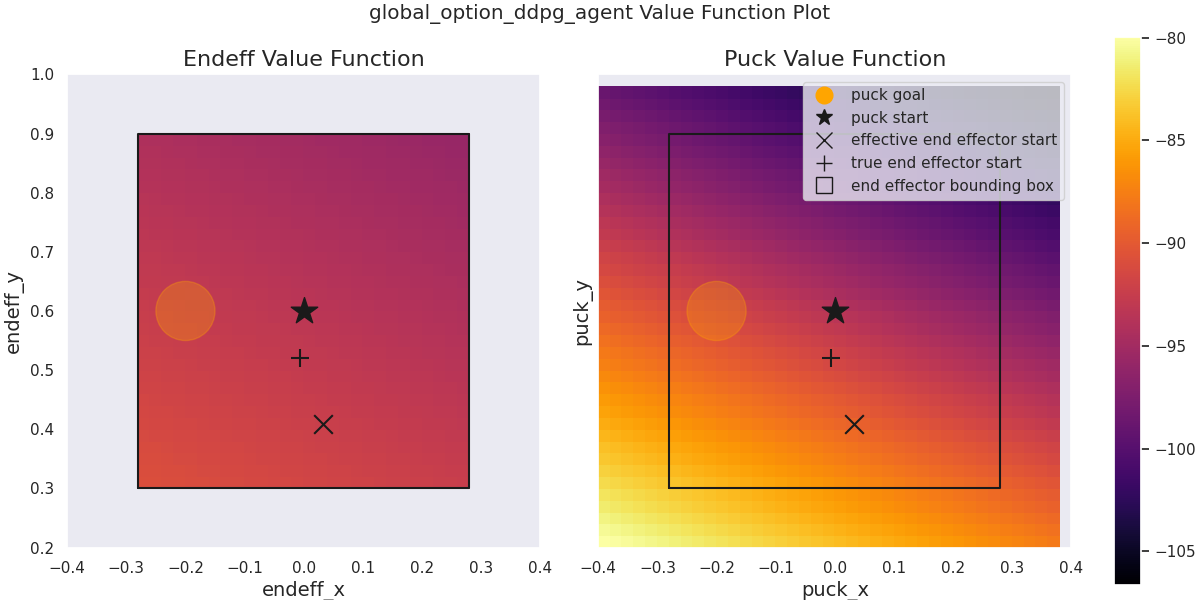 global_option_ddpg_agent Value Function Plot
Endeff Value Function
1.0
0.9
0.8
0.7
0.6
0.5
0.4
0.3
0.2
endeff_y
−0.4 −0.3 −0.2 −0.1 0.0 0.1 0.2 0.3 0.4
endeff_x
Puck Value Function
puck goal
puck start
effective end effector start
true end effector start
end effector bounding box
puck_y
−0.4 −0.3 −0.2 −0.1 0.0 0.1 0.2 0.3 0.4
puck_x
−80
−85
−90
−95
−100
−105